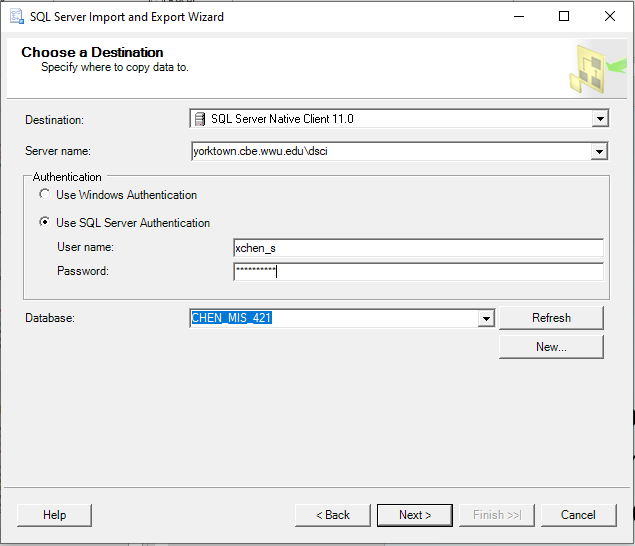 SQL Server Import and Export Wizard
Choose a Destination
Specify where to copy data to.
Destination: SQL Server Native Client 11.0
Server name: yorktown.cbe.wwu.edu\dsci
Authentication
Use Windows Authentication
Use SQL Server Authentication
User name: xchen_s
Password: **********
Database: CHEN_MIS_421 Refresh
New...
Help < Back Next > Finish >>| Cancel